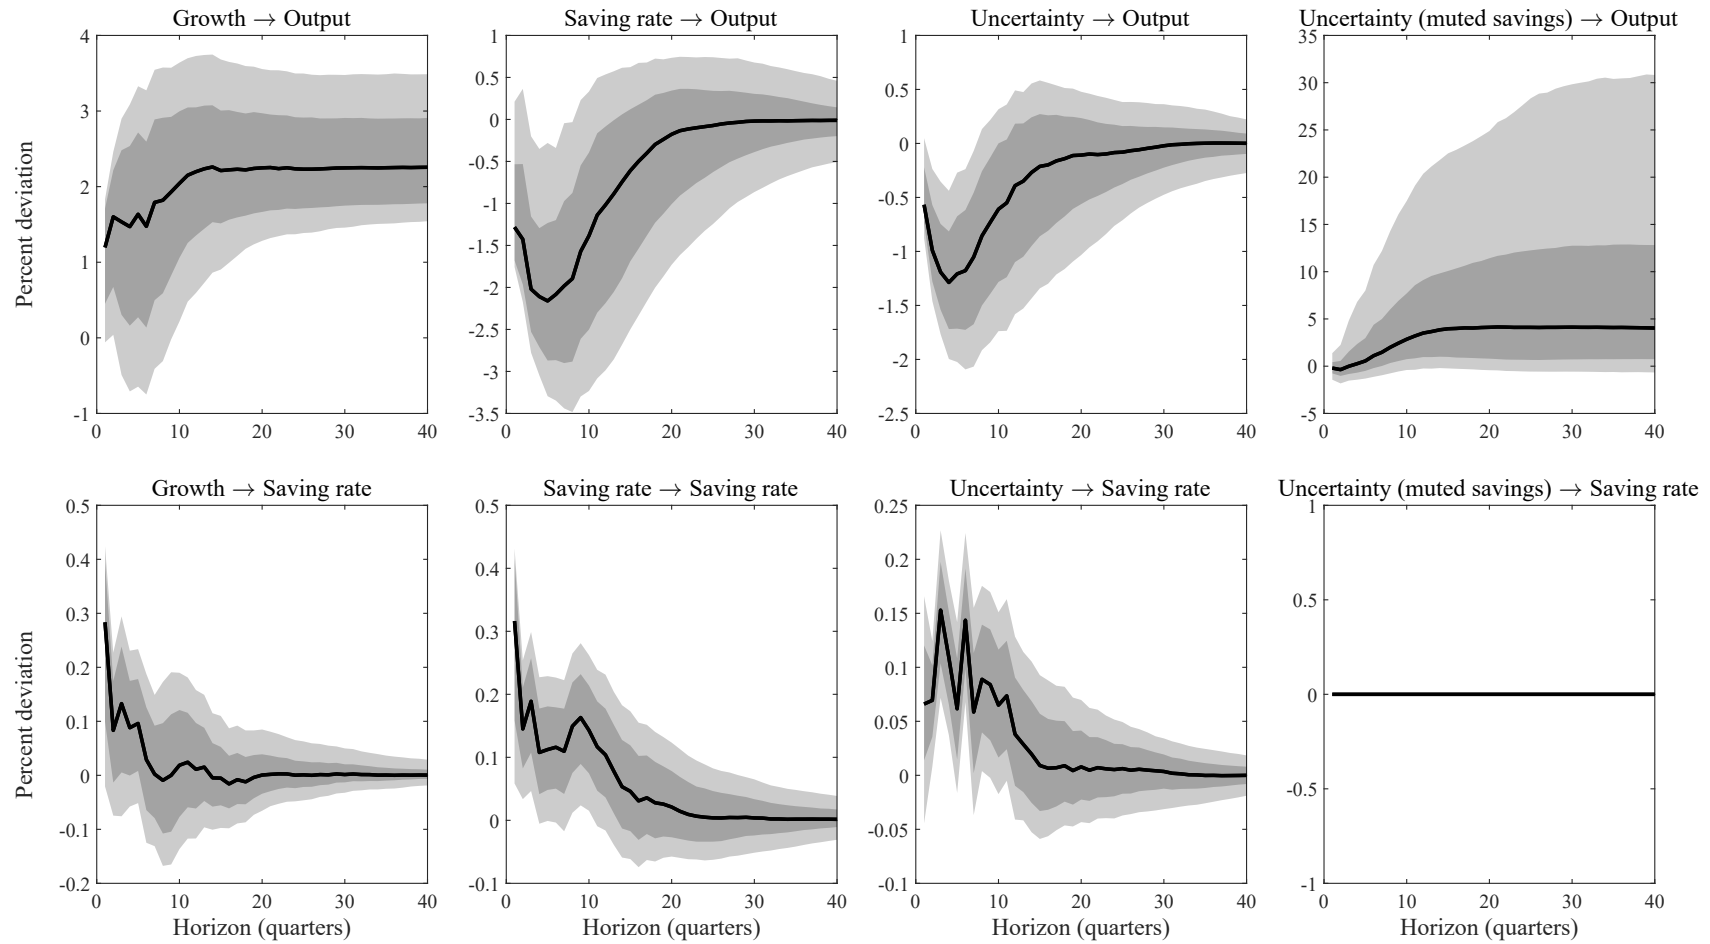 Growth → Output
Saving rate → Output
Uncertainty → Output
Uncertainty (muted savings) → Output
Percent deviation
4
3
2
1
0
-1
0 10 20 30 40
1
0.5
0
-0.5
-1
-1.5
-2
-2.5
-3
-3.5
0 10 20 30 40
1
0.5
0
-0.5
-1
-1.5
-2
-2.5
0 10 20 30 40
35
30
25
20
15
10
5
0
-5
0 10 20 30 40
Growth → Saving rate
Saving rate → Saving rate
Uncertainty → Saving rate
Uncertainty (muted savings) → Saving rate
Percent deviation
0.5
0.4
0.3
0.2
0.1
0
-0.1
-0.2
0 10 20 30 40
Horizon (quarters)
0.5
0.4
0.3
0.2
0.1
0
-0.1
0 10 20 30 40
Horizon (quarters)
0.25
0.2
0.15
0.1
0.05
0
-0.05
-0.1
0 10 20 30 40
Horizon (quarters)
1
0.5
0
-0.5
-1
0 10 20 30 40
Horizon (quarters)